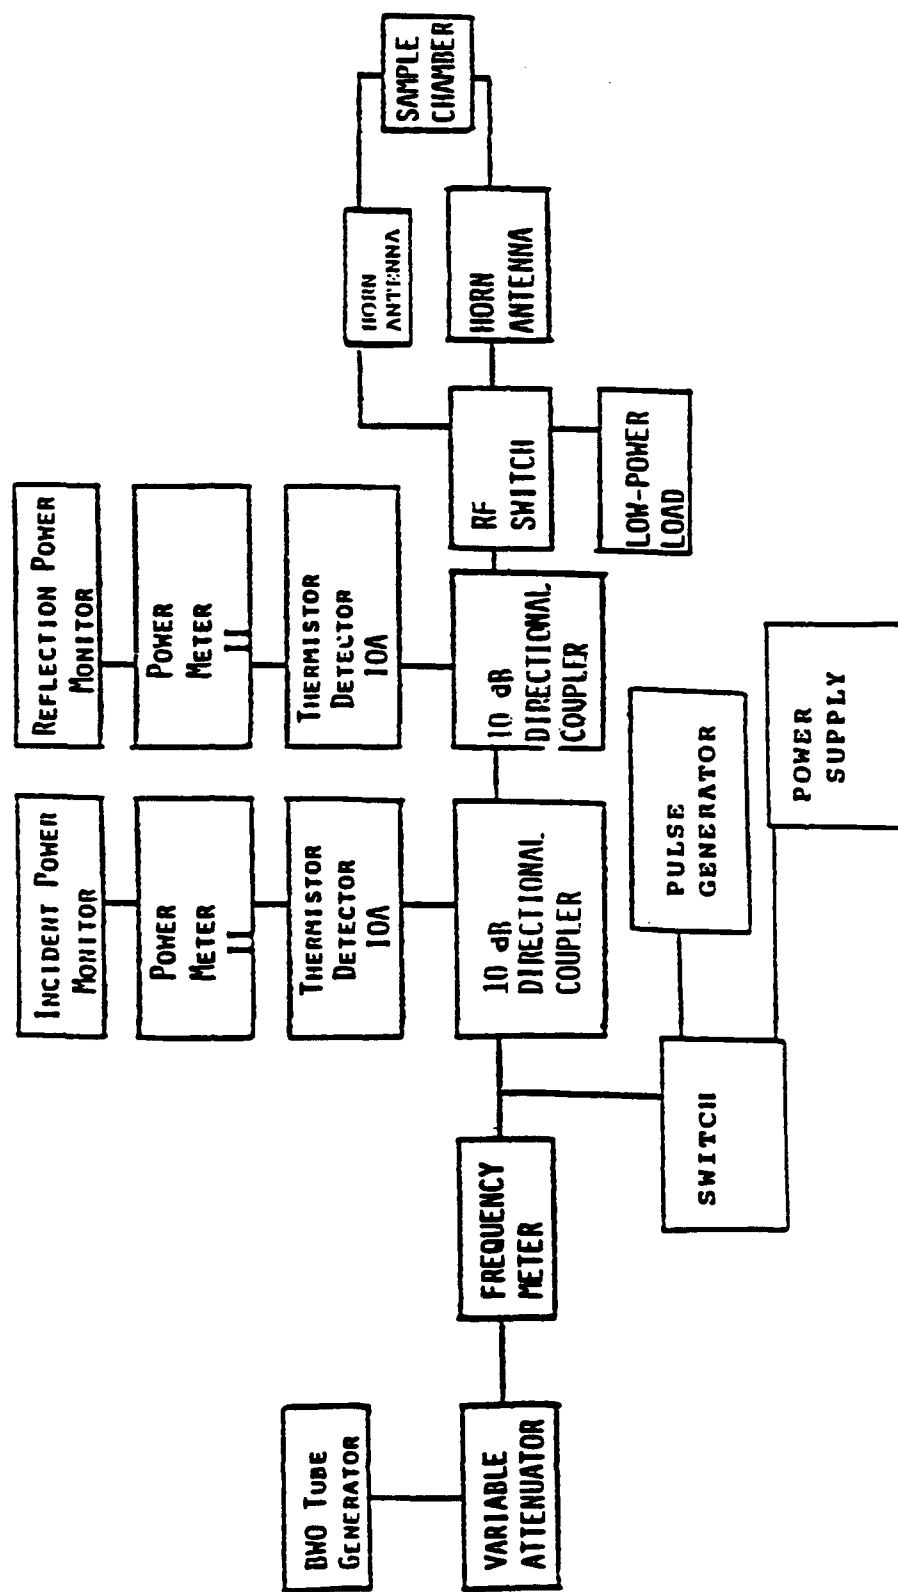 INCIDENT POWER
MONITOR
REFLECTION POWER
MONITOR
POWER
METER
POWER
METER
BWO TUBE
GENERATOR
THERMISTOR
DETECTOR
10A
THERMISTOR
DETECTOR
10A
HORN
ANTENNA
SAMPLE
CHAMBER
VARIABLE
ATTENUATOR
FREQUENCY
METER
10 dB
DIRECTIONAL
COUPLER
10 dB
DIRECTIONAL
COUPLER
RF
SWITCH
HORN
ANTENNA
LOW-POWER
LOAD
SWITCH
PULSE
GENERATOR
POWER
SUPPLY